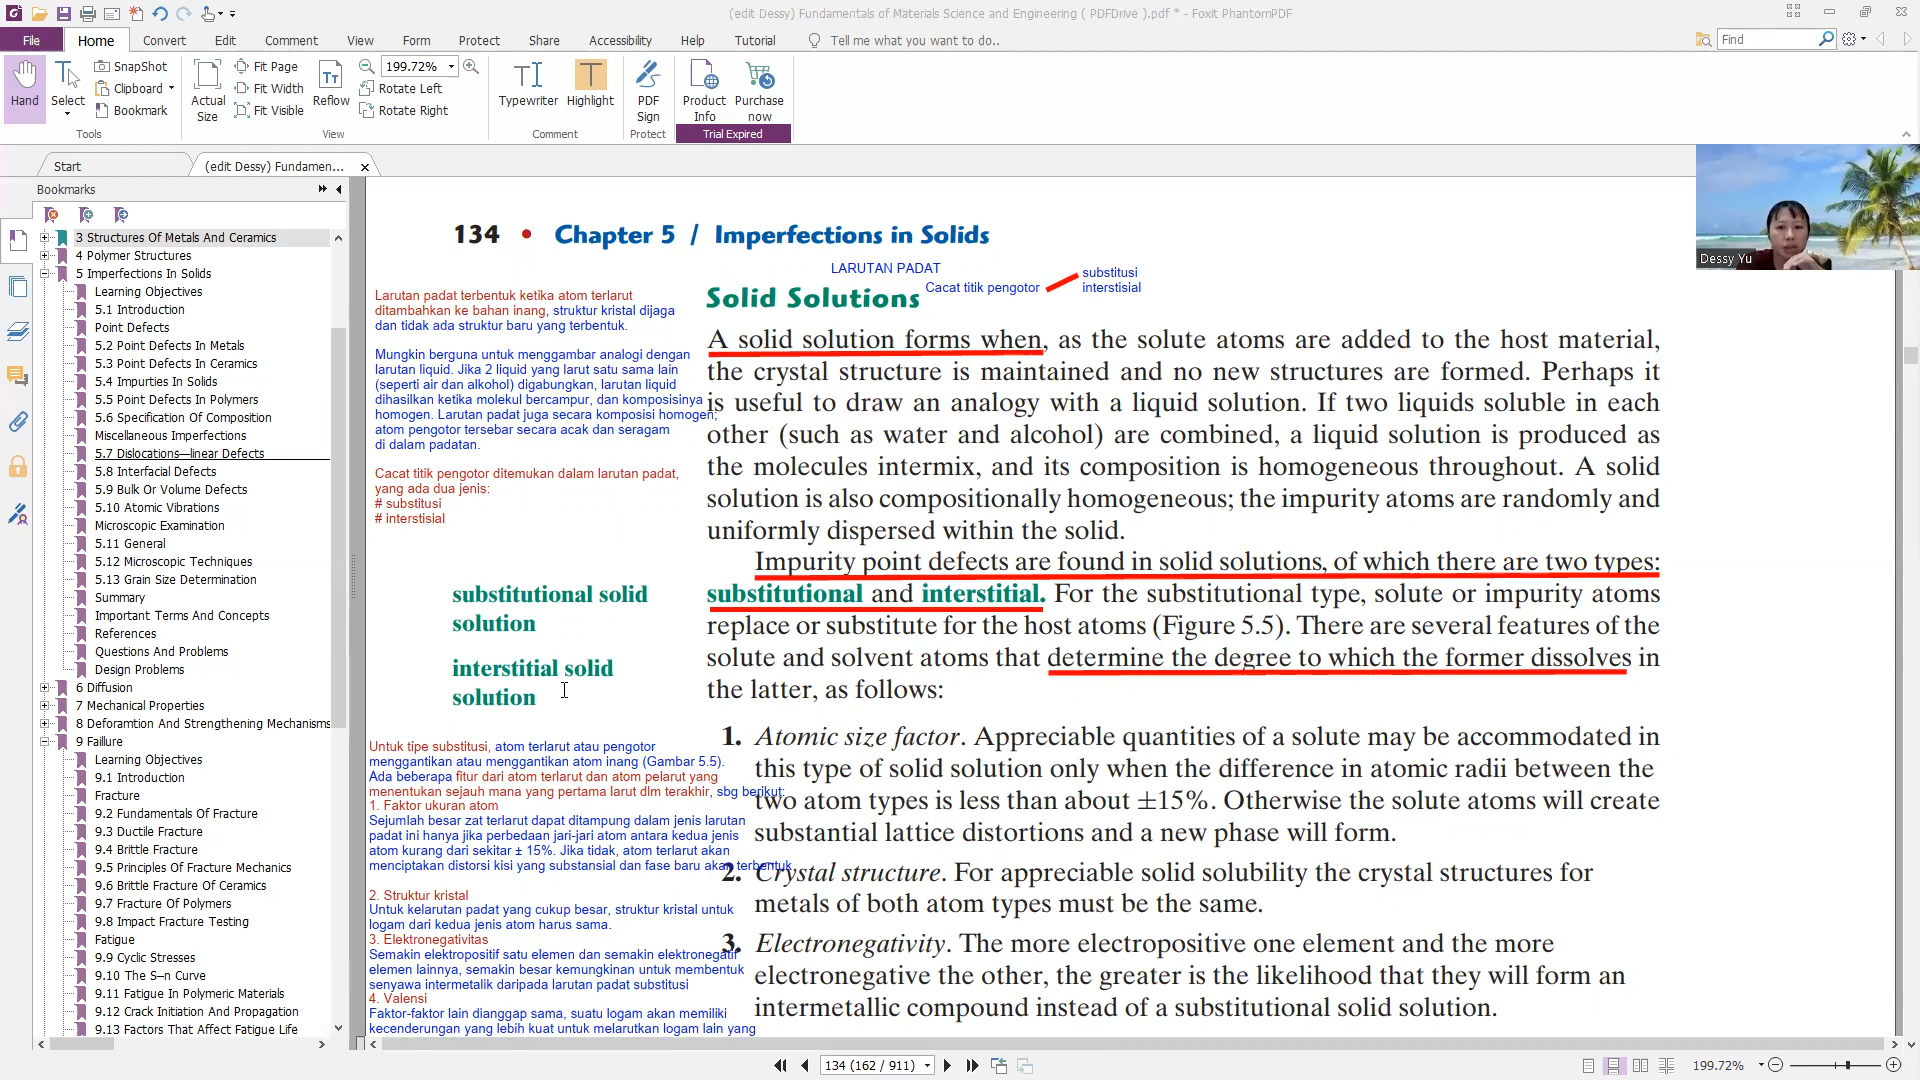 (edit Dessy) Fundamentals of Materials Science and Engineering ( PDFDrive ).pdf * - Foxit PhantomPDF
File Home Convert Edit Comment View Form Protect Share Accessibility Help Tutorial Tell me what you want to do.. Find
Hand
Select
SnapShot
Clipboard
Bookmark
Tools
Actual
Size
Fit Page
Fit Width
Fit Visible
Reflow
199.72%
Rotate Left
Rotate Right
View
Typewriter
Highlight
Comment
PDF
Sign
Protect
Product
Info
Purchase
now
Trial Expired
Start
(edit Dessy) Fundamen...
Bookmarks
3 Structures Of Metals And Ceramics
4 Polymer Structures
5 Imperfections In Solids
Learning Objectives
5.1 Introduction
Point Defects
5.2 Point Defects In Metals
5.3 Point Defects In Ceramics
5.4 Impurties In Solids
5.5 Point Defects In Polymers
5.6 Specification Of Composition
Miscellaneous Imperfections
5.7 Dislocations—linear Defects
5.8 Interfacial Defects
5.9 Bulk Or Volume Defects
5.10 Atomic Vibrations
Microscopic Examination
5.11 General
5.12 Microscopic Techniques
5.13 Grain Size Determination
Summary
Important Terms And Concepts
References
Questions And Problems
Design Problems
6 Diffusion
7 Mechanical Properties
8 Deforamtion And Strengthening Mechanisms
9 Faillure
Learning Objectives
9.1 Introduction
Fracture
9.2 Fundamentals Of Fracture
9.3 Ductile Fracture
9.4 Brittle Fracture
9.5 Principles Of Fracture Mechanics
9.6 Brittle Fracture Of Ceramics
9.7 Fracture Of Polymers
9.8 Impact Fracture Testing
Fatigue
9.9 Cyclic Stresses
9.10 The S—n Curve
9.11 Fatigue In Polymeric Materials
9.12 Crack Initiation And Propagation
9.13 Factors That Affect Fatigue Life
134 • Chapter 5 / Imperfections in Solids
LARUTAN PADAT
Cacat titik pengotor
substitusi
interstisial
Larutan padat terbentuk ketika atom terlarut
ditambahkan ke bahan inang, struktur kristal dijaga
dan tidak ada struktur baru yang terbentuk.
Mungkin berguna untuk menggambar analogi dengan
larutan liquid. Jika 2 liquid yang larut satu sama lain
(seperti air dan alkohol) digabungkan, larutan liquid
dihasilkan ketika molekul bercampur, dan komposisinya
homogen. Larutan padat juga secara komposisi homogen;
atom pengotor tersebar secara acak dan seragam
di dalam padatan.
Cacat titik pengotor ditemukan dalam larutan padat,
yang ada dua jenis:
# substitusi
# interstisial
substitutional solid
solution
interstitial solid
solution
Untuk tipe substitusi, atom terlarut atau pengotor
menggantikan atau menggantikan atom inang (Gambar 5.5).
Ada beberapa fitur dari atom terlarut dan atom pelarut yang
menentukan sejauh mana yang pertama larut dlm terakhir, sbg berikut:
1. Faktor ukuran atom
Sejumlah besar zat terlarut dapat ditampung dalam jenis larutan
padat ini hanya jika perbedaan jari-jari atom antara kedua jenis
atom kurang dari sekitar ± 15%. Jika tidak, atom terlarut akan
menciptakan distorsi kisi yang substansial dan fase baru akan terbentuk.
2. Struktur kristal
Untuk kelarutan padat yang cukup besar, struktur kristal untuk
logam dari kedua jenis atom harus sama.
3. Elektronegativitas
Semakin elektropositif satu elemen dan semakin elektronegatif
elemen lainnya, semakin besar kemungkinan untuk membentuk
senyawa intermetalik daripada larutan padat substitusi
4. Valensi
Faktor-faktor lain dianggap sama, suatu logam akan memiliki
kecenderungan yang lebih kuat untuk melarutkan logam lain yang
Solid Solutions
A solid solution forms when, as the solute atoms are added to the host material,
the crystal structure is maintained and no new structures are formed. Perhaps it
is useful to draw an analogy with a liquid solution. If two liquids soluble in each
other (such as water and alcohol) are combined, a liquid solution is produced as
the molecules intermix, and its composition is homogeneous throughout. A solid
solution is also compositionally homogeneous; the impurity atoms are randomly and
uniformly dispersed within the solid.
Impurity point defects are found in solid solutions, of which there are two types:
substitutional and interstitial. For the substitutional type, solute or impurity atoms
replace or substitute for the host atoms (Figure 5.5). There are several features of the
solute and solvent atoms that determine the degree to which the former dissolves in
the latter, as follows:
1. Atomic size factor. Appreciable quantities of a solute may be accommodated in
this type of solid solution only when the difference in atomic radii between the
two atom types is less than about ±15%. Otherwise the solute atoms will create
substantial lattice distortions and a new phase will form.
2. Crystal structure. For appreciable solid solubility the crystal structures for
metals of both atom types must be the same.
3. Electronegativity. The more electropositive one element and the more
electronegative the other, the greater is the likelihood that they will form an
intermetallic compound instead of a substitutional solid solution.
Dessy Yu
134 (162 / 911)
199.72%